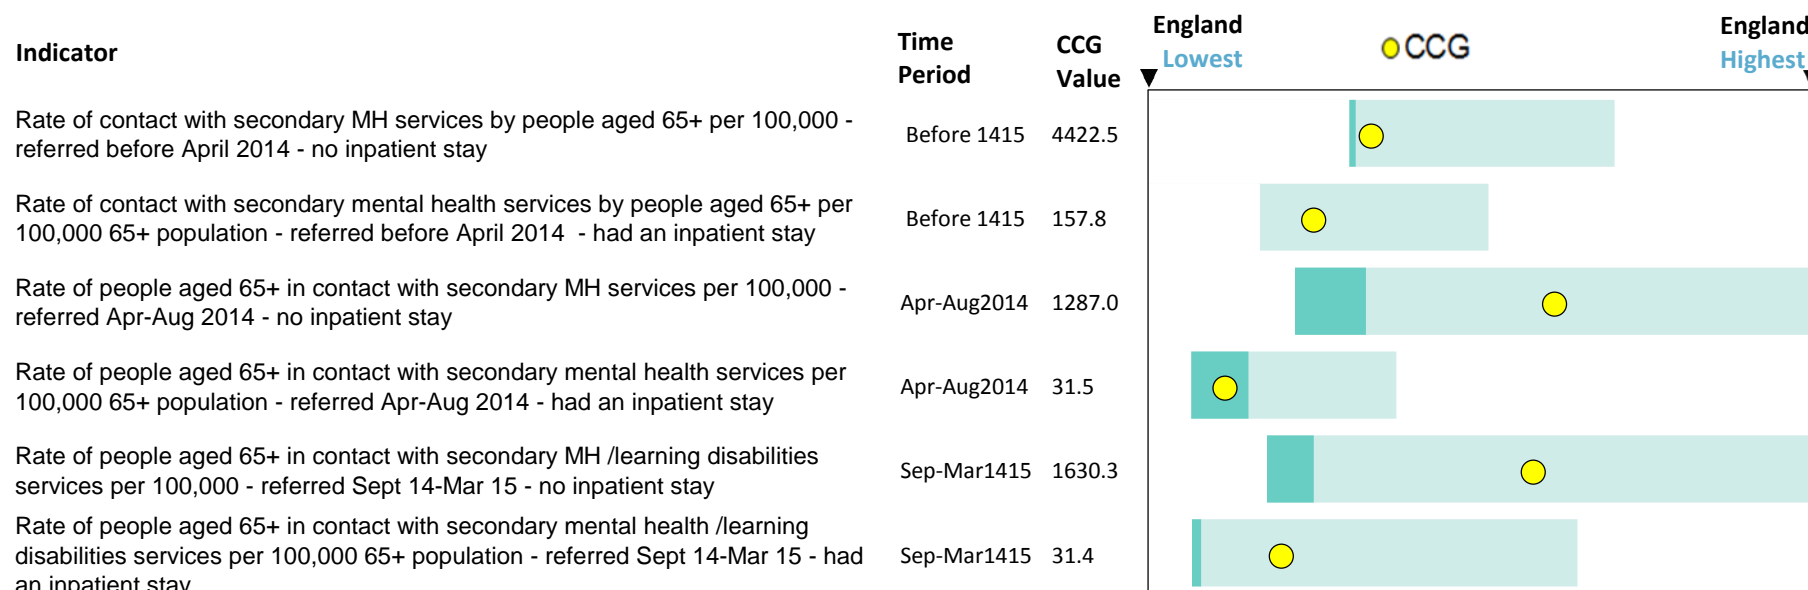 Indicator
Time Period
CCG Value
England Lowest
CCG
England Highest
Rate of contact with secondary MH services by people aged 65+ per 100,000 -
referred before April 2014 - no inpatient stay
Before 1415 4422.5
Rate of contact with secondary mental health services by people aged 65+ per
100,000 65+ population - referred before April 2014 - had an inpatient stay
Before 1415 157.8
Rate of people aged 65+ in contact with secondary MH services per 100,000 -
referred Apr-Aug 2014 - no inpatient stay
Apr-Aug2014 1287.0
Rate of people aged 65+ in contact with secondary mental health services per
100,000 65+ population - referred Apr-Aug 2014 - had an inpatient stay
Apr-Aug2014 31.5
Rate of people aged 65+ in contact with secondary MH /learning disabilities
services per 100,000 - referred Sept 14-Mar 15 - no inpatient stay
Sep-Mar1415 1630.3
Rate of people aged 65+ in contact with secondary mental health /learning
disabilities services per 100,000 65+ population - referred Sept 14-Mar 15 - had
an inpatient stay
Sep-Mar1415 31.4